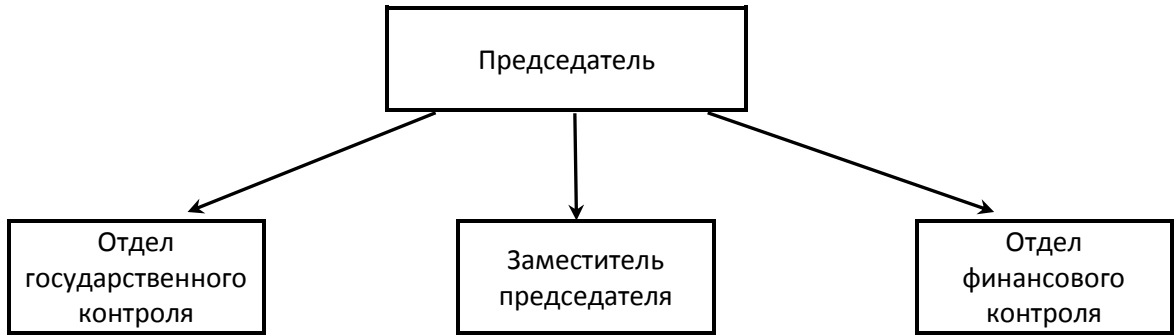 Председатель
Отдел
государственного
контроля
Заместитель
председателя
Отдел
финансового
контроля